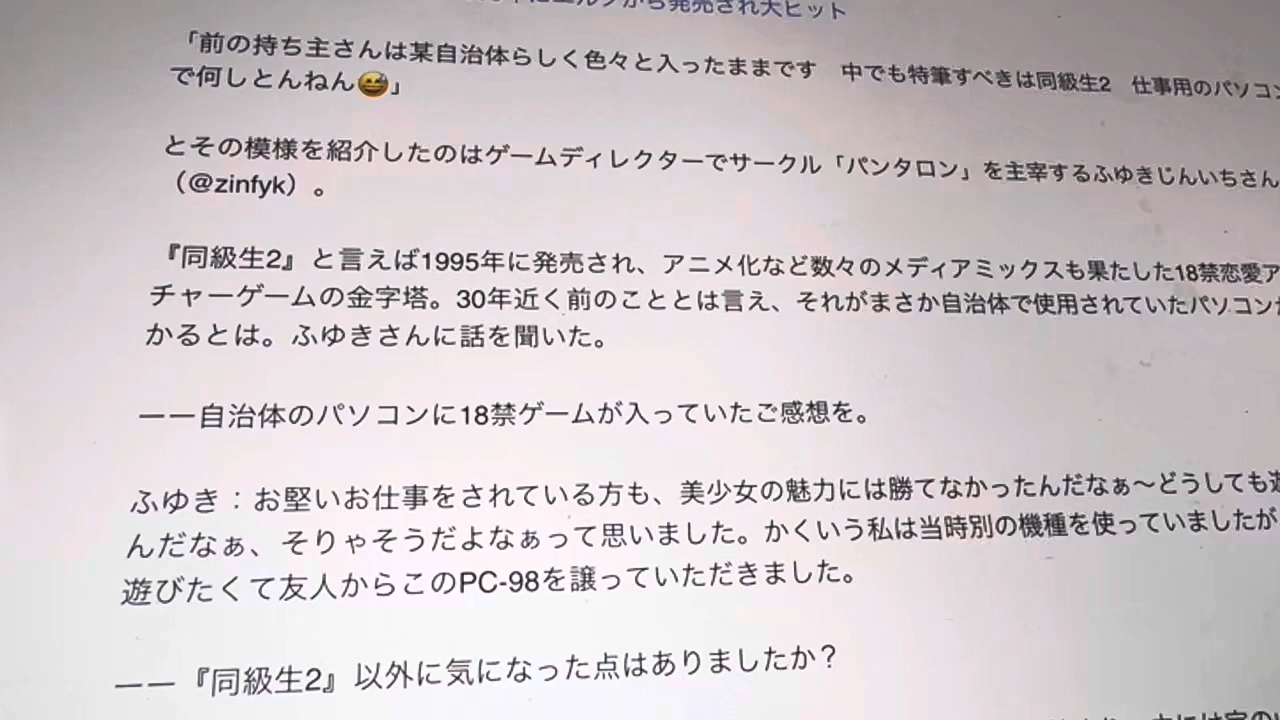 から発売され大ヒット
「前の持ち主さんは某自治体らしく色々と入ったままです　中でも特筆すべきは同級生2　仕事用のパソコン
で何しとんねん😅」
とその模様を紹介したのはゲームディレクターでサークル「パンタロン」を主宰するふゆきじんいちさん
（@zinfyk）。
『同級生2』と言えば1995年に発売され、アニメ化など数々のメディアミックスも果たした18禁恋愛ア
チャーゲームの金字塔。30年近く前のこととは言え、それがまさか自治体で使用されていたパソコン
かるとは。ふゆきさんに話を聞いた。
ーー自治体のパソコンに18禁ゲームが入っていたご感想を。
ふゆき：お堅いお仕事をされている方も、美少女の魅力には勝てなかったんだなぁ～どうしても遊
んだなぁ、そりゃそうだよなぁって思いました。かくいう私は当時別の機種を使っていましたが
遊びたくて友人からこのPC-98を譲っていただきました。
ーー『同級生2』以外に気になった点はありましたか？